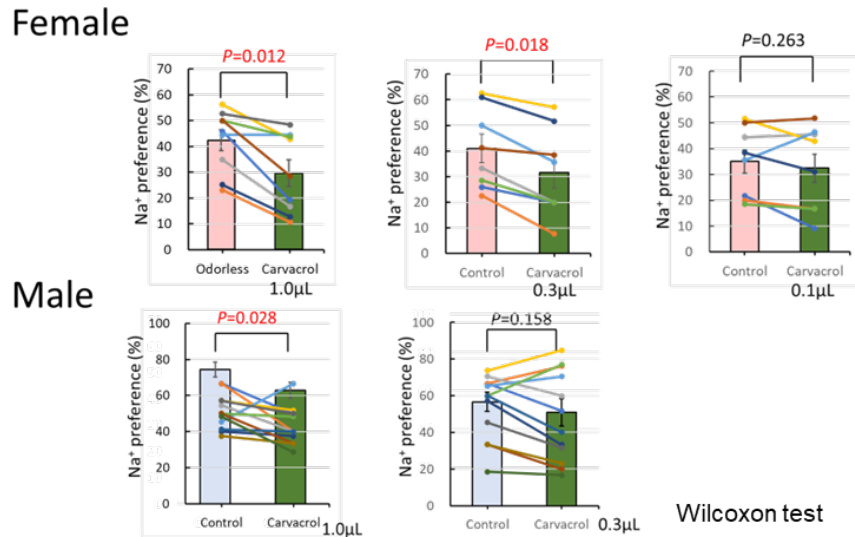 Female
P=0.012
Na⁺ preference (%)
70
60
50
40
30
20
10
0
Odorless Carvacrol
1.0µL
P=0.018
Na⁺ preference (%)
70
60
50
40
30
20
10
0
Control Carvacrol
0.3µL
P=0.263
Na⁺ preference (%)
70
60
50
40
30
20
10
0
Control Carvacrol
0.1µL
Male
P=0.028
Na⁺ preference (%)
100
80
60
40
20
0
Control Carvacrol
1.0µL
P=0.158
Na⁺ preference (%)
100
80
60
40
20
0
Control Carvacrol
0.3µL
Wilcoxon test